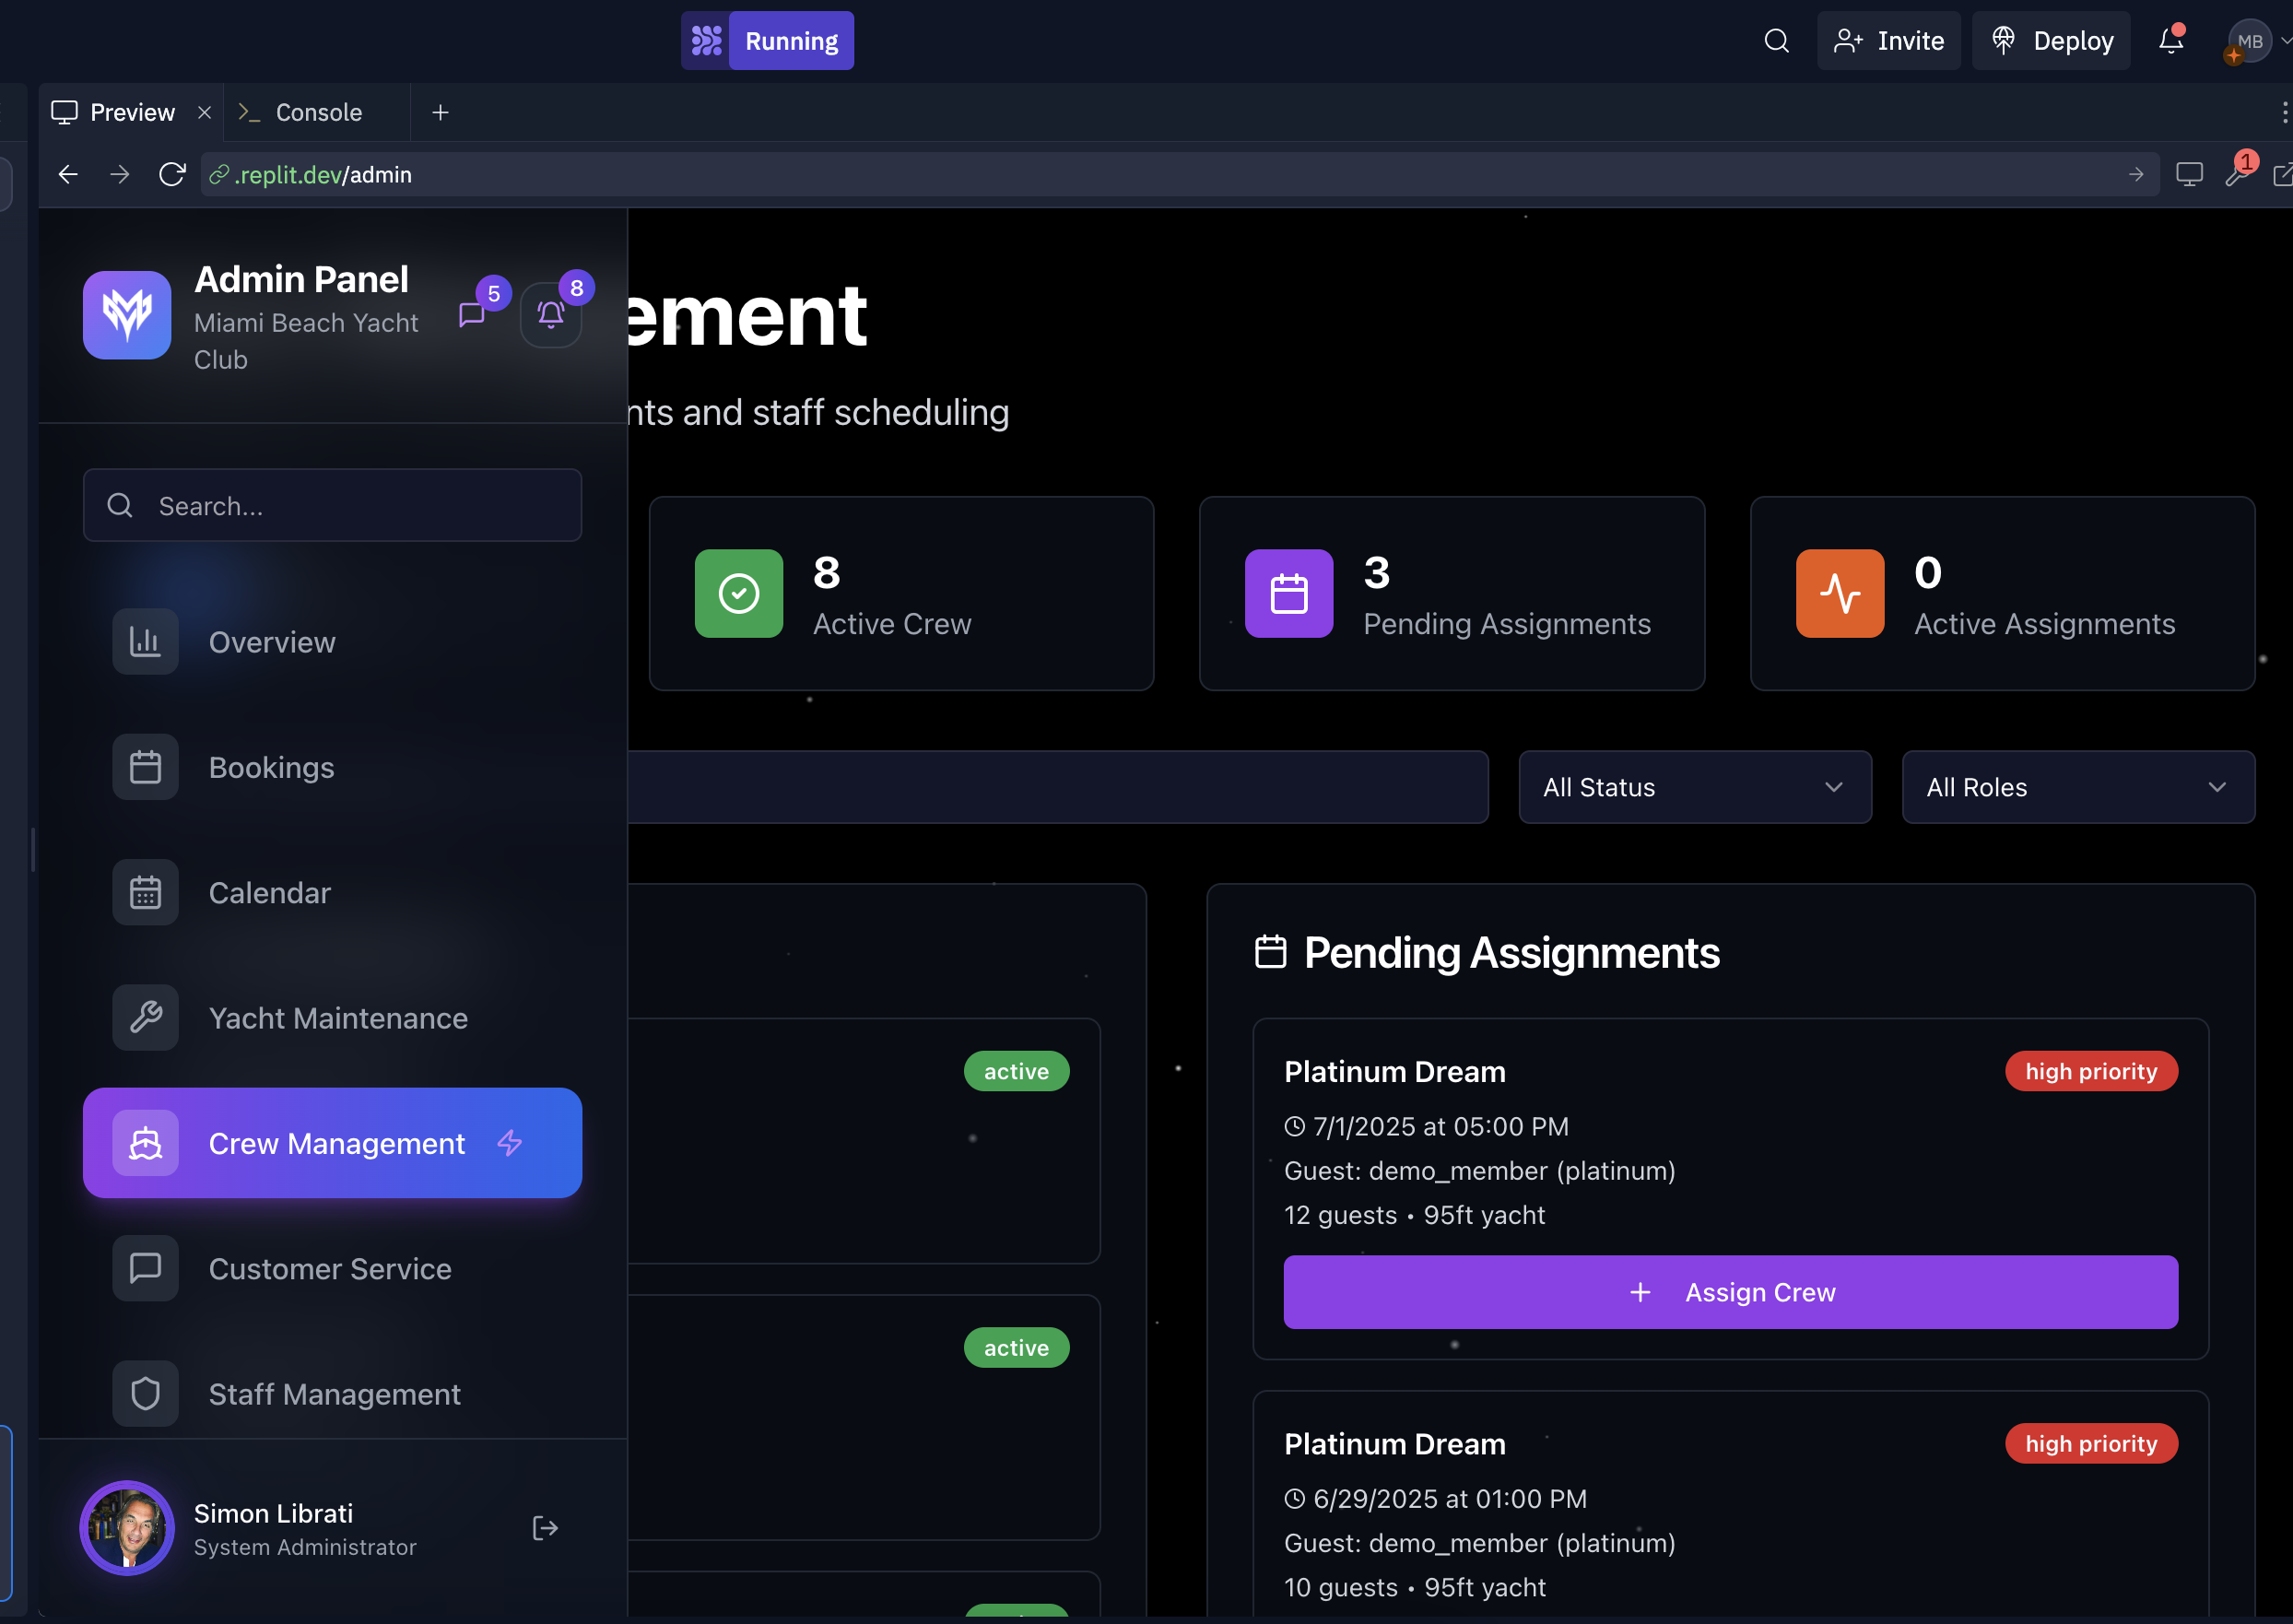 Running
Invite
Deploy
MB
Preview
Console
.replit.dev/admin
1
Admin Panel
Miami Beach Yacht
Club
5
8
Search...
Overview
Bookings
Calendar
Yacht Maintenance
Crew Management
Customer Service
Staff Management
Simon Librati
System Administrator
ement
nts and staff scheduling
8
Active Crew
3
Pending Assignments
0
Active Assignments
All Status
All Roles
active
active
Pending Assignments
Platinum Dream
high priority
7/1/2025 at 05:00 PM
Guest: demo_member (platinum)
12 guests • 95ft yacht
Assign Crew
Platinum Dream
high priority
6/29/2025 at 01:00 PM
Guest: demo_member (platinum)
10 guests • 95ft yacht